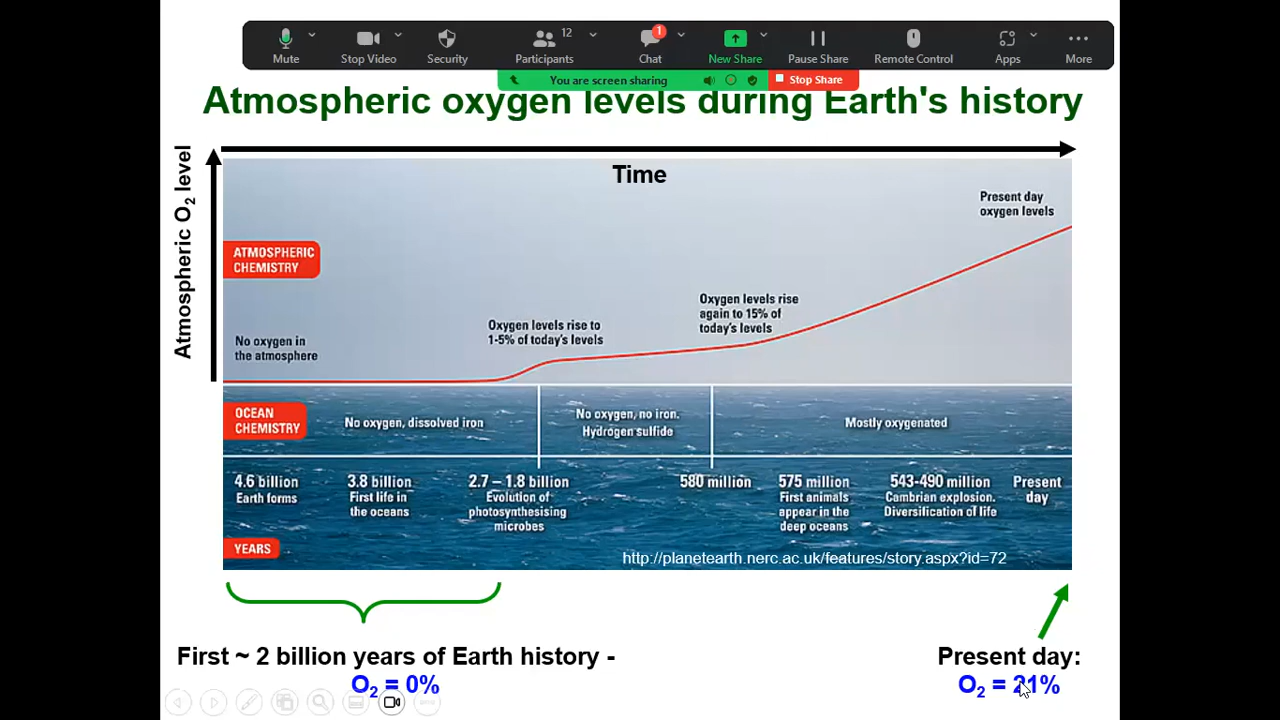 Mute
Stop Video
Security
Participants
12
Chat
1
New Share
Pause Share
Remote Control
Apps
More
You are screen sharing
Stop Share
Atmospheric oxygen levels during Earth's history
Time
Atmospheric O2 level
Present day
oxygen levels
ATMOSPHERIC
CHEMISTRY
Oxygen levels rise
again to 15% of
today's levels
Oxygen levels rise to
1-5% of today's levels
No oxygen in
the atmosphere
OCEAN
CHEMISTRY
No oxygen, dissolved iron
No oxygen, no iron.
Hydrogen sulfide
Mostly oxygenated
4.6 billion
Earth forms
3.8 billion
First life in
the oceans
2.7 – 1.8 billion
Evolution of
photosynthesising
microbes
580 million
575 million
First animals
appear in the
deep oceans
543-490 million
Cambrian explosion.
Diversification of life
Present
day
YEARS
http://planetearth.nerc.ac.uk/features/story.aspx?id=72
First ~ 2 billion years of Earth history -
O2 = 0%
Present day:
O2 = 21%